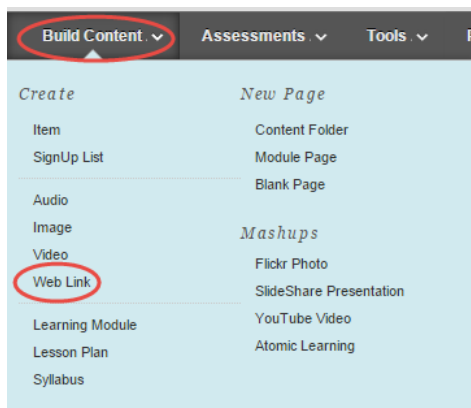 Build Content Assessments Tools
Create
Item
SignUp List
Audio
Image
Video
Web Link
Learning Module
Lesson Plan
Syllabus
New Page
Content Folder
Module Page
Blank Page
Mashups
Flickr Photo
SlideShare Presentation
YouTube Video
Atomic Learning